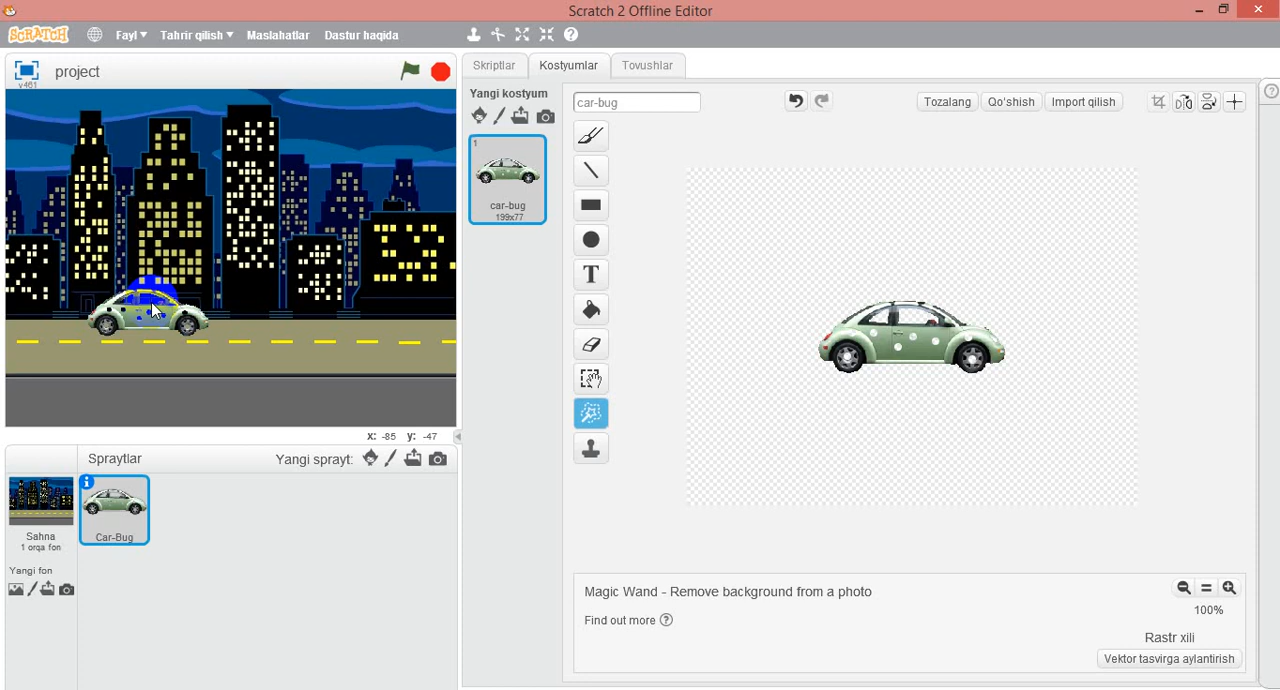 Scratch 2 Offline Editor
SCRATCH
Fayl
Tahrir qilish
Maslahatlar
Dastur haqida
project
v461
Skriptlar
Kostyumlar
Tovushlar
Yangi kostyum
1
car-bug
199x77
car-bug
Tozalang
Qo'shish
Import qilish
T
x: -85 y: -47
Spraytlar
Yangi sprayt:
Sahna
1 orqa fon
Yangi fon
Car-Bug
Magic Wand - Remove background from a photo
Find out more
100%
Rastr xili
Vektor tasvirga aylantirish